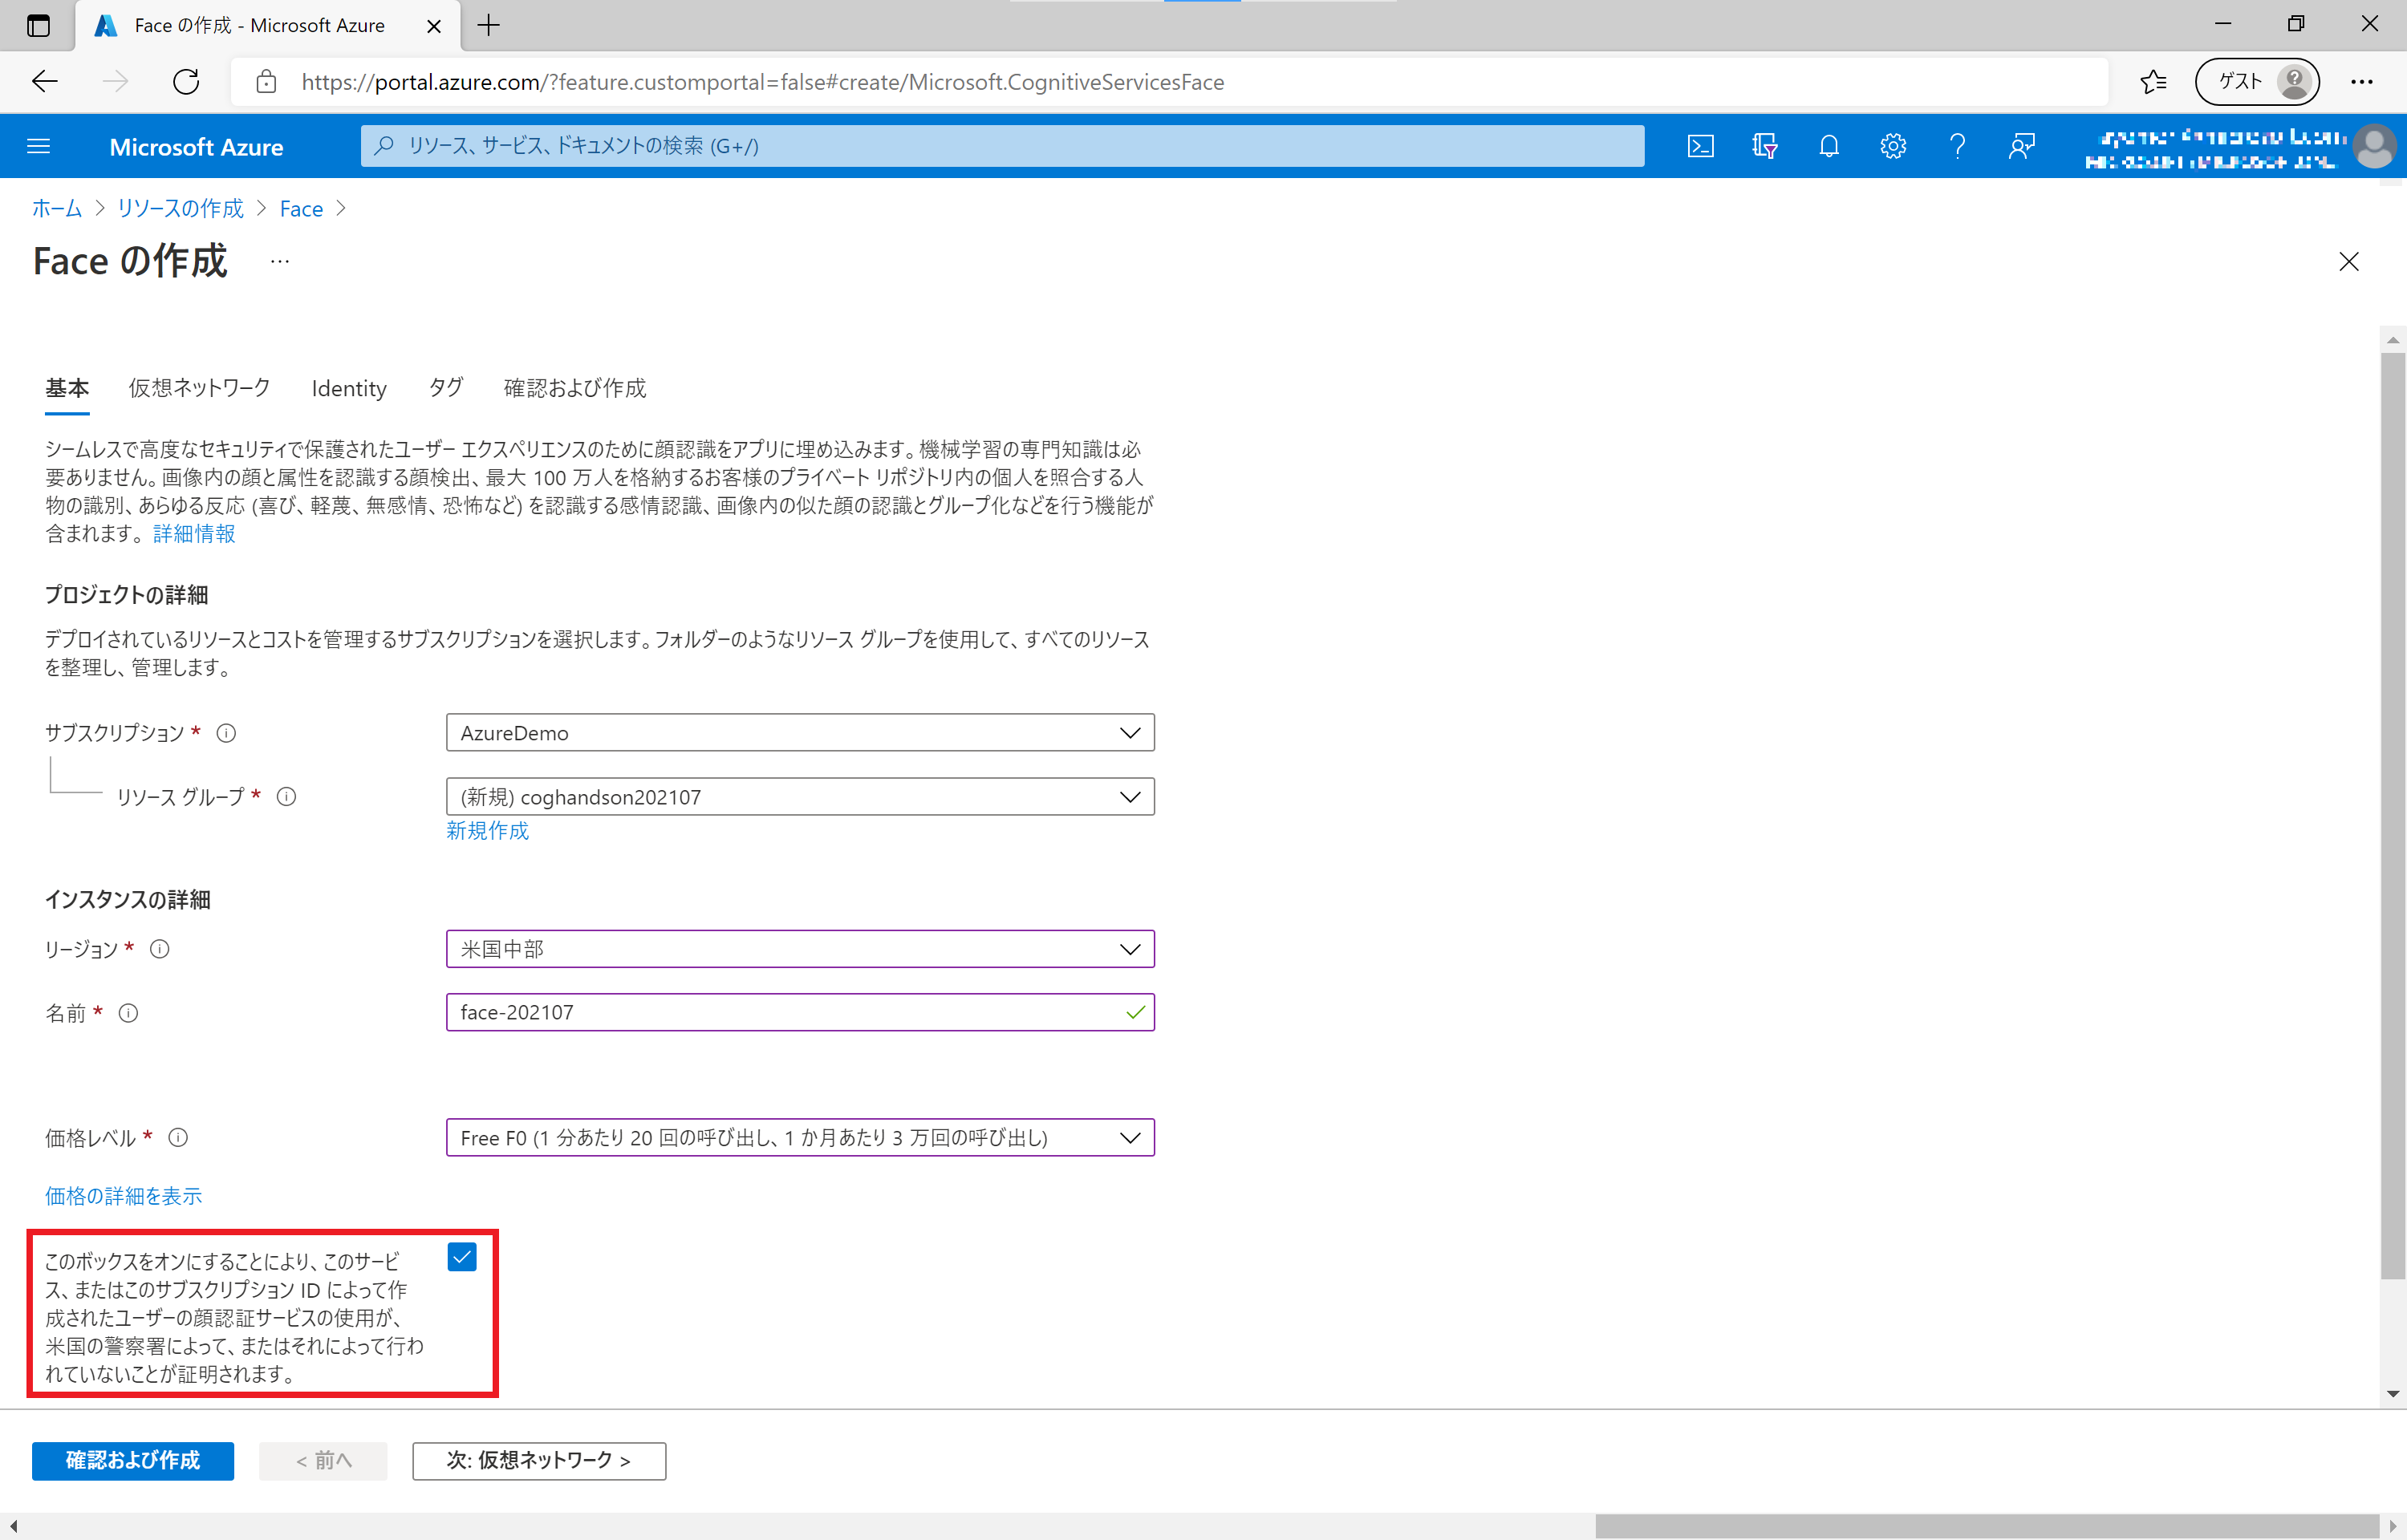 Face の作成 - Microsoft Azure
https://portal.azure.com/?feature.customportal=false#create/Microsoft.CognitiveServicesFace
ゲスト
Microsoft Azure
リソース、サービス、ドキュメントの検索 (G+/)
ホーム > リソースの作成 > Face >
Face の作成 …
基本 仮想ネットワーク Identity タグ 確認および作成
シームレスで高度なセキュリティで保護されたユーザー エクスペリエンスのために顔認識をアプリに埋め込みます。機械学習の専門知識は必
要ありません。画像内の顔と属性を認識する顔検出、最大 100 万人を格納するお客様のプライベート リポジトリ内の個人を照合する人
物の識別、あらゆる反応 (喜び、軽蔑、無感情、恐怖など) を認識する感情認識、画像内の似た顔の認識とグループ化などを行う機能が
含まれます。 詳細情報
プロジェクトの詳細
デプロイされているリソースとコストを管理するサブスクリプションを選択します。フォルダーのようなリソース グループを使用して、すべてのリソース
を整理し、管理します。
サブスクリプション * AzureDemo
リソース グループ * (新規) coghandson202107
新規作成
インスタンスの詳細
リージョン * 米国中部
名前 * face-202107
価格レベル * Free F0 (1 分あたり 20 回の呼び出し、1 か月あたり 3 万回の呼び出し)
価格の詳細を表示
このボックスをオンにすることにより、このサービ
ス、またはこのサブスクリプション ID によって作
成されたユーザーの顔認証サービスの使用が、
米国の警察署によって、またはそれによって行わ
れていないことが証明されます。
確認および作成 < 前へ 次: 仮想ネットワーク >